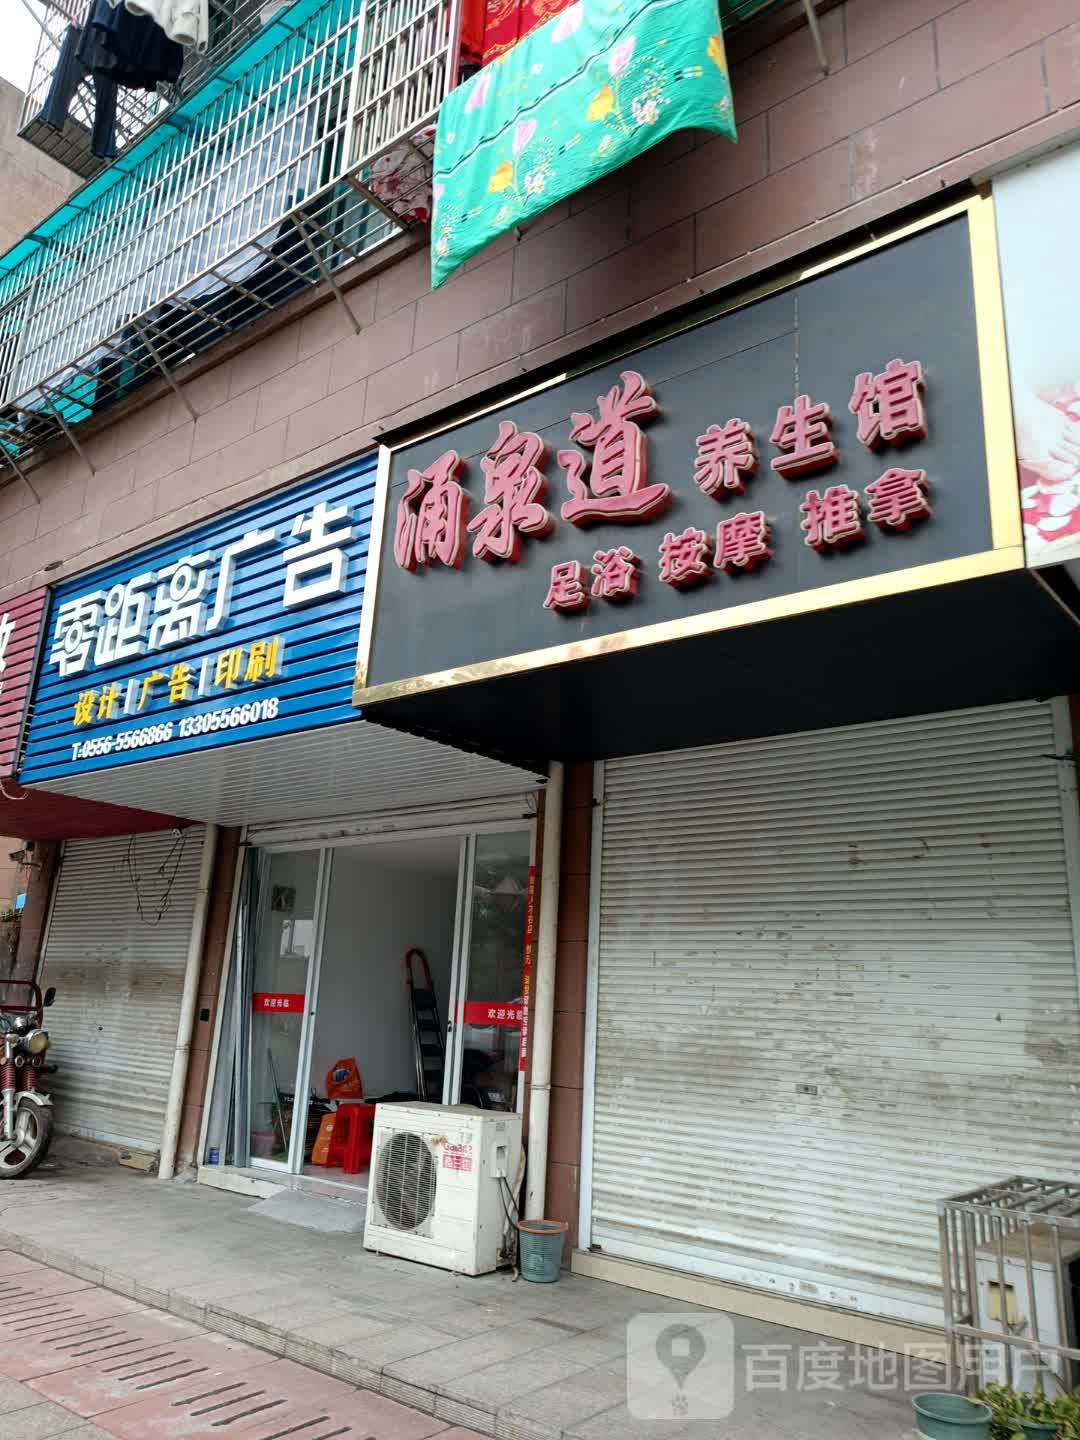 零距离广告
设计|广告|印刷
T:0556-5566866 13305566018
涌泉道 养生馆
足浴 按摩 推拿
欢迎光临
欢迎光临
百度地图用户